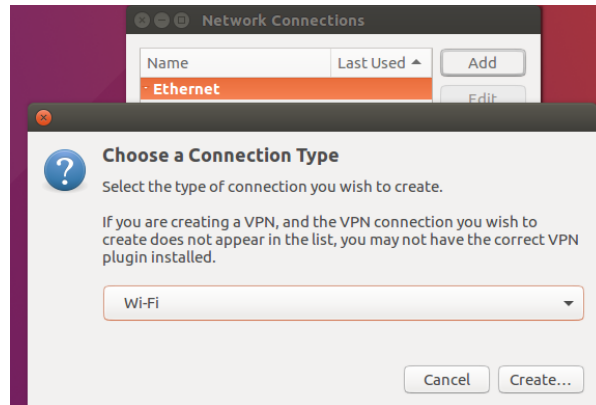 Network Connections
Name Last Used Add
Ethernet Edit
Choose a Connection Type
Select the type of connection you wish to create.
If you are creating a VPN, and the VPN connection you wish to
create does not appear in the list, you may not have the correct VPN
plugin installed.
Wi-Fi
Cancel Create...